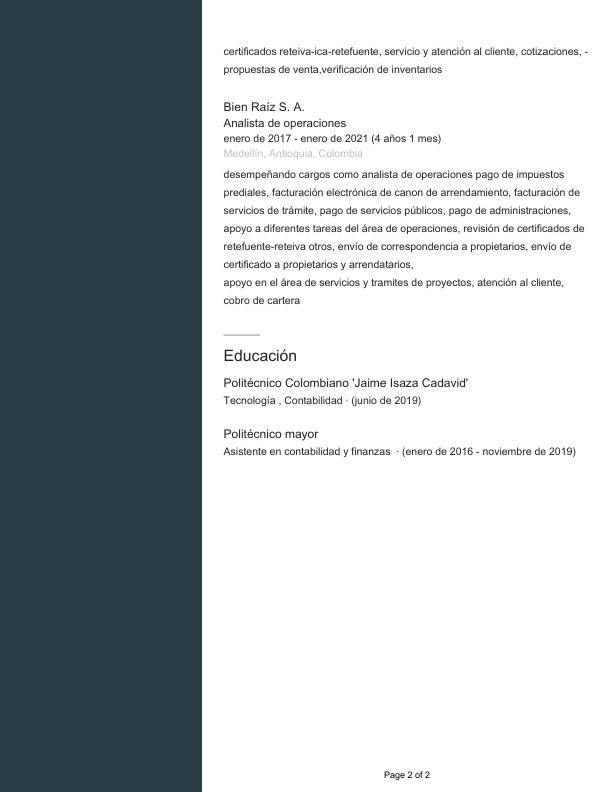 certificados reteiva-ica-retefuente, servicio y atención al cliente, cotizaciones, -
propuestas de venta,verificación de inventarios
Bien Raíz S. A.
Analista de operaciones
enero de 2017 - enero de 2021 (4 años 1 mes)
Medellín, Antioquia, Colombia
desempeñando cargos como analista de operaciones pago de impuestos
prediales, facturación electrónica de canon de arrendamiento, facturación de
servicios de trámite, pago de servicios públicos, pago de administraciones,
apoyo a diferentes tareas del área de operaciones, revisión de certificados de
retefuente-reteiva otros, envío de correspondencia a propietarios, envío de
certificado a propietarios y arrendatarios,
apoyo en el área de servicios y tramites de proyectos, atención al cliente,
cobro de cartera
Educación
Politécnico Colombiano 'Jaime Isaza Cadavid'
Tecnología , Contabilidad · (junio de 2019)
Politécnico mayor
Asistente en contabilidad y finanzas  · (enero de 2016 - noviembre de 2019)
Page 2 of 2